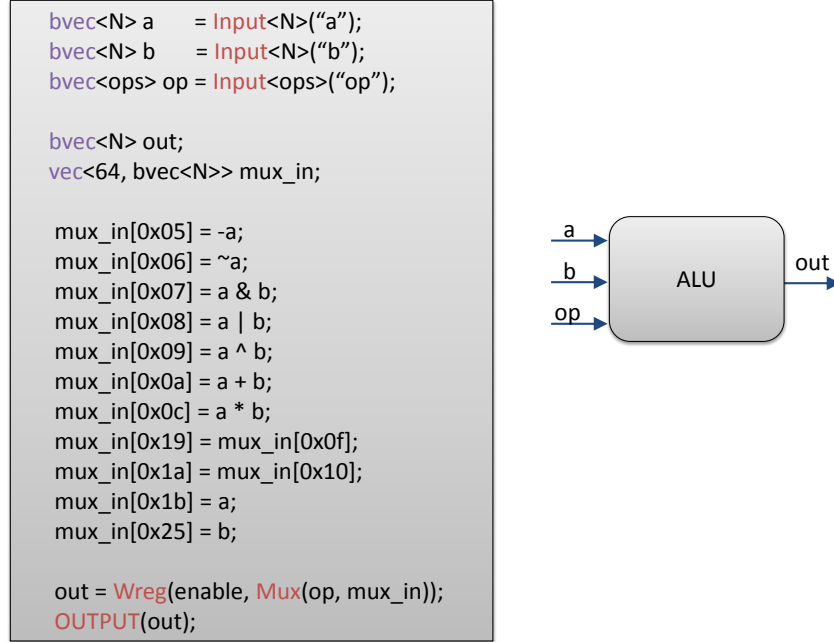 bvec<N> a = Input<N>(“a”);
bvec<N> b = Input<N>(“b”);
bvec<ops> op = Input<ops>(“op”);
bvec<N> out;
vec<64, bvec<N>> mux_in;
mux_in[0x05] = -a;
mux_in[0x06] = ~a;
mux_in[0x07] = a & b;
mux_in[0x08] = a | b;
mux_in[0x09] = a ^ b;
mux_in[0x0a] = a + b;
mux_in[0x0c] = a * b;
mux_in[0x19] = mux_in[0x0f];
mux_in[0x1a] = mux_in[0x10];
mux_in[0x1b] = a;
mux_in[0x25] = b;
out = Wreg(enable, Mux(op, mux_in));
OUTPUT(out);
a
b
op
ALU
out